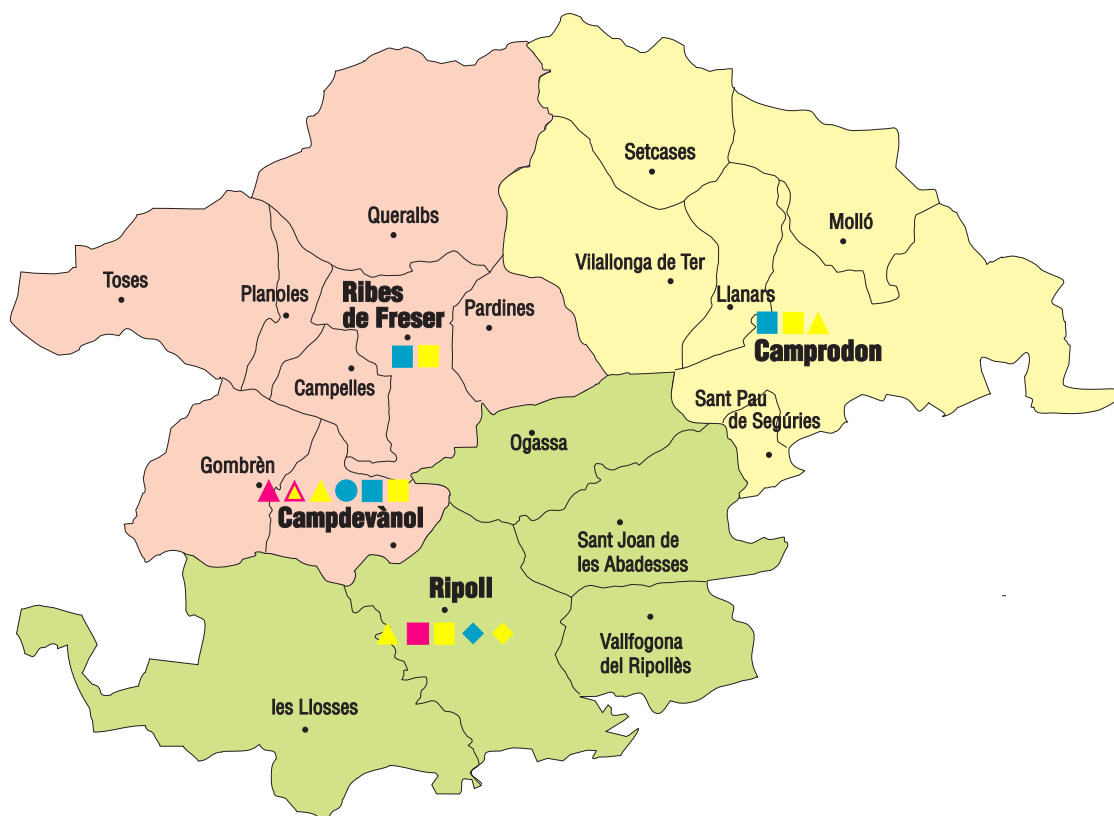 Setcases
Queralbs
Molló
Vilallonga de Ter
Toses
Planoles
Ribes
de Freser
Pardines
Llanars
Camprodon
Campelles
Sant Pau
de Segúries
Ogassa
Gombrèn
Campdevànol
Sant Joan de
les Abadesses
Ripoll
Vallfogona
del Ripollès
les Llosses